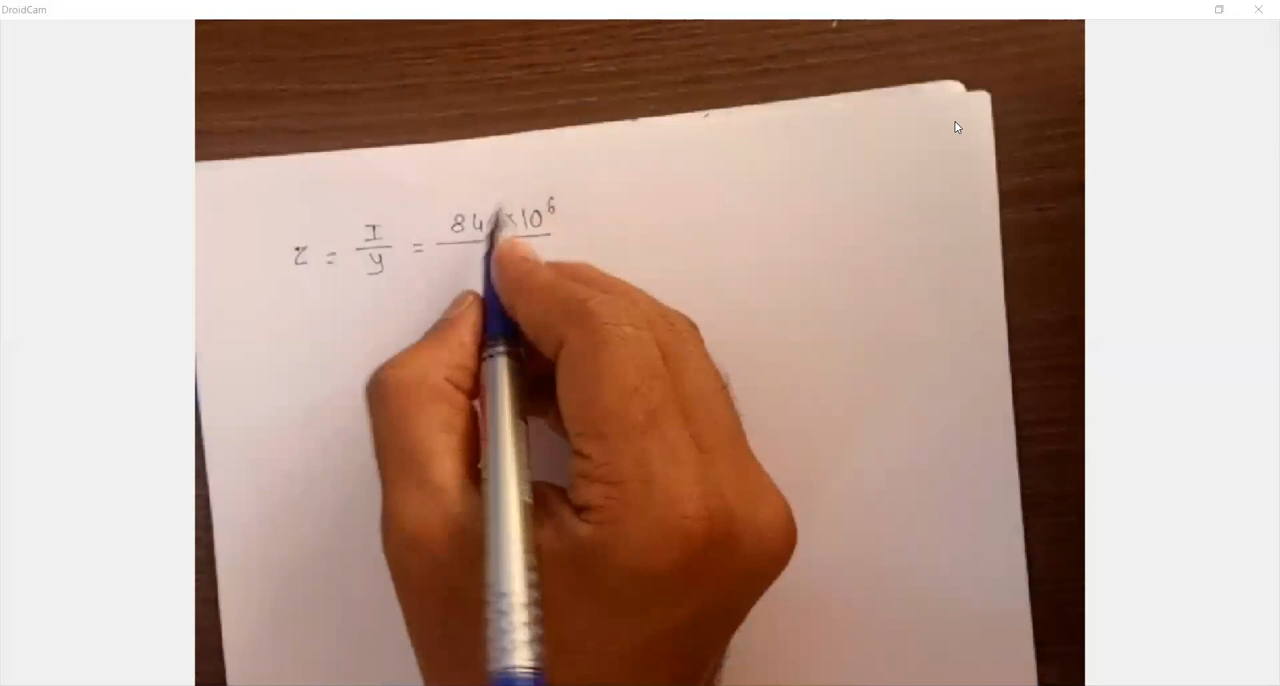 DroidCam
Z = I/y = 84 ×10⁶